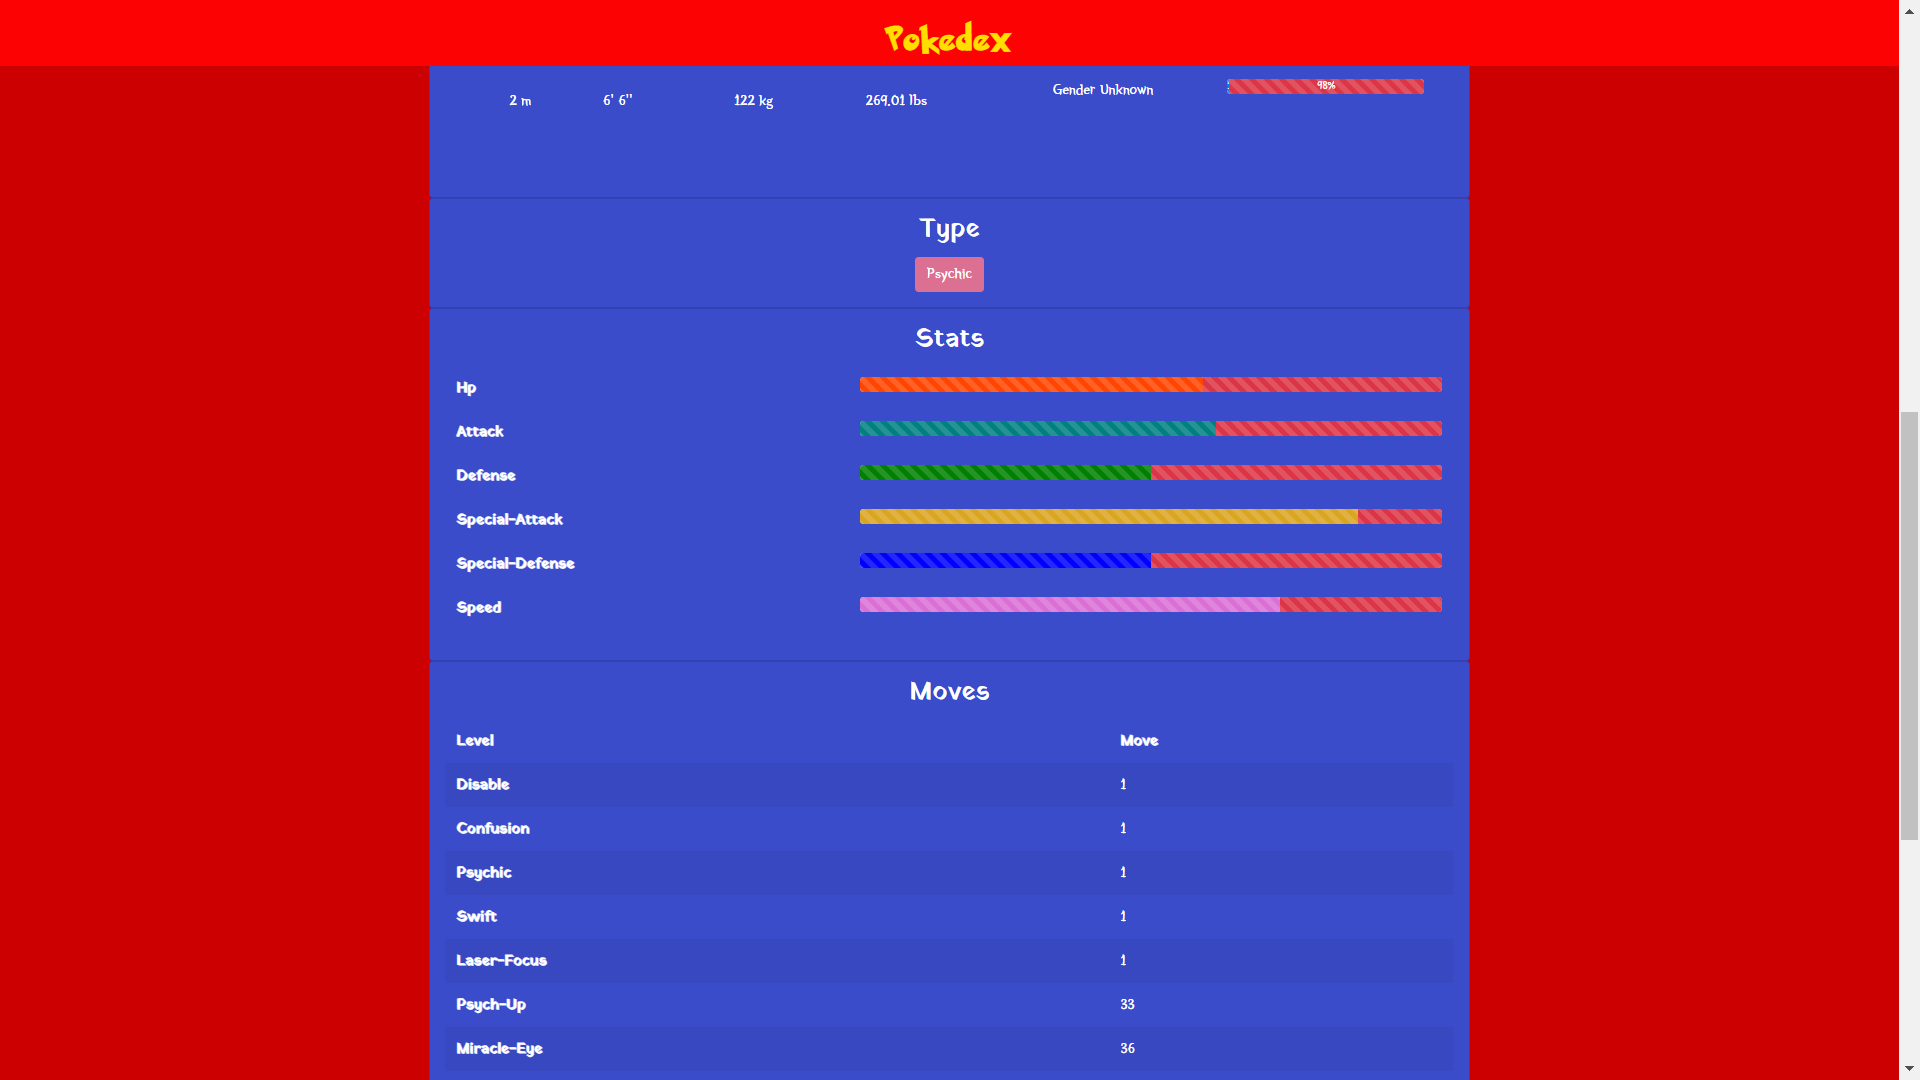 Pokedex
2 m 6' 6'' 122 kg 269.01 lbs Gender Unknown 98%
Type
Psychic
Stats
Hp
Attack
Defense
Special-Attack
Special-Defense
Speed
Moves
Level Move
Disable 1
Confusion 1
Psychic 1
Swift 1
Laser-Focus 1
Psych-Up 33
Miracle-Eye 36